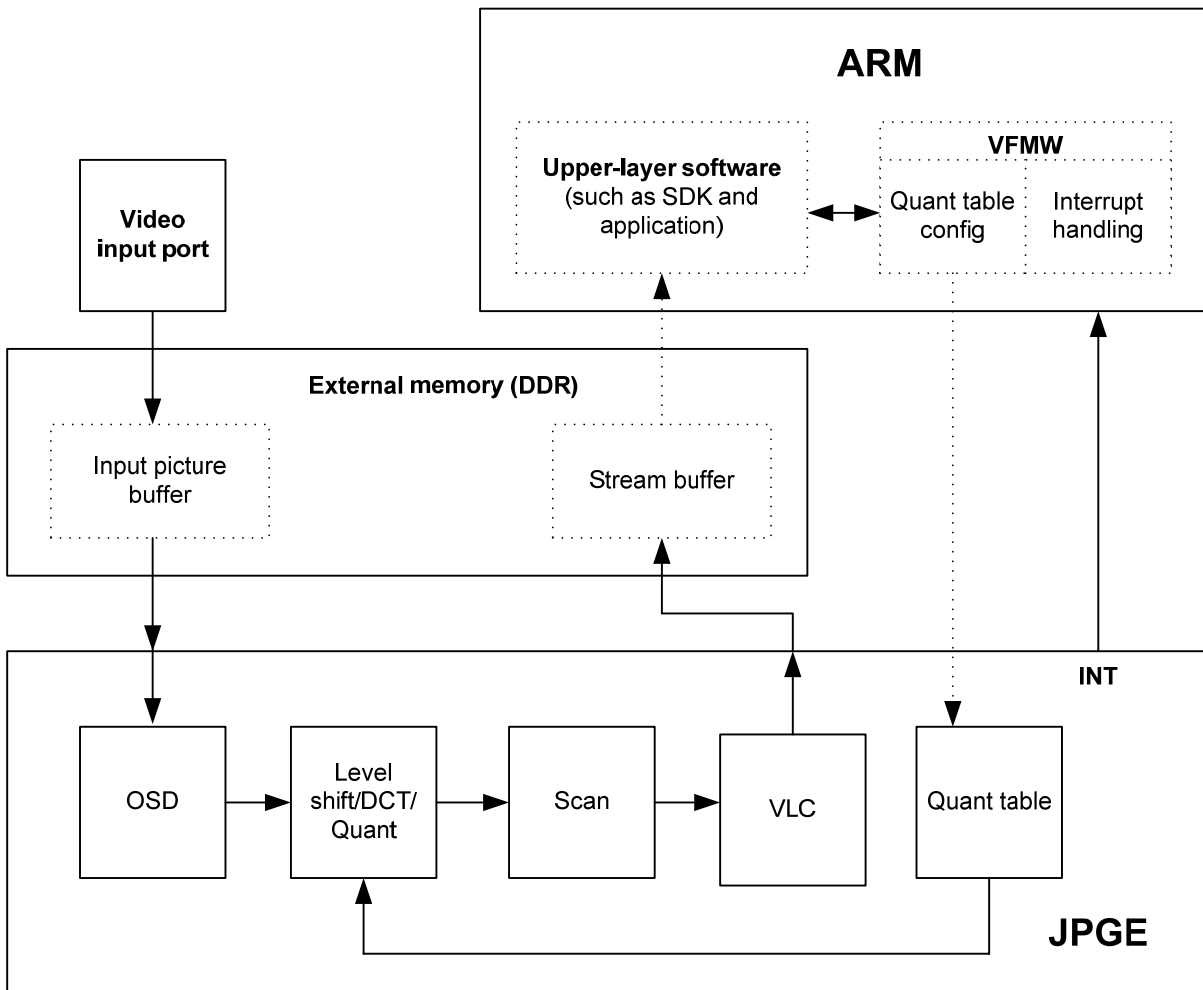 ARM
VFMW
Upper-layer software
(such as SDK and
application)
Quant table
config
Interrupt
handling
Video
input port
External memory (DDR)
Input picture
buffer
Stream buffer
INT
OSD
Level
shift/DCT/
Quant
Scan
VLC
Quant table
JPGE